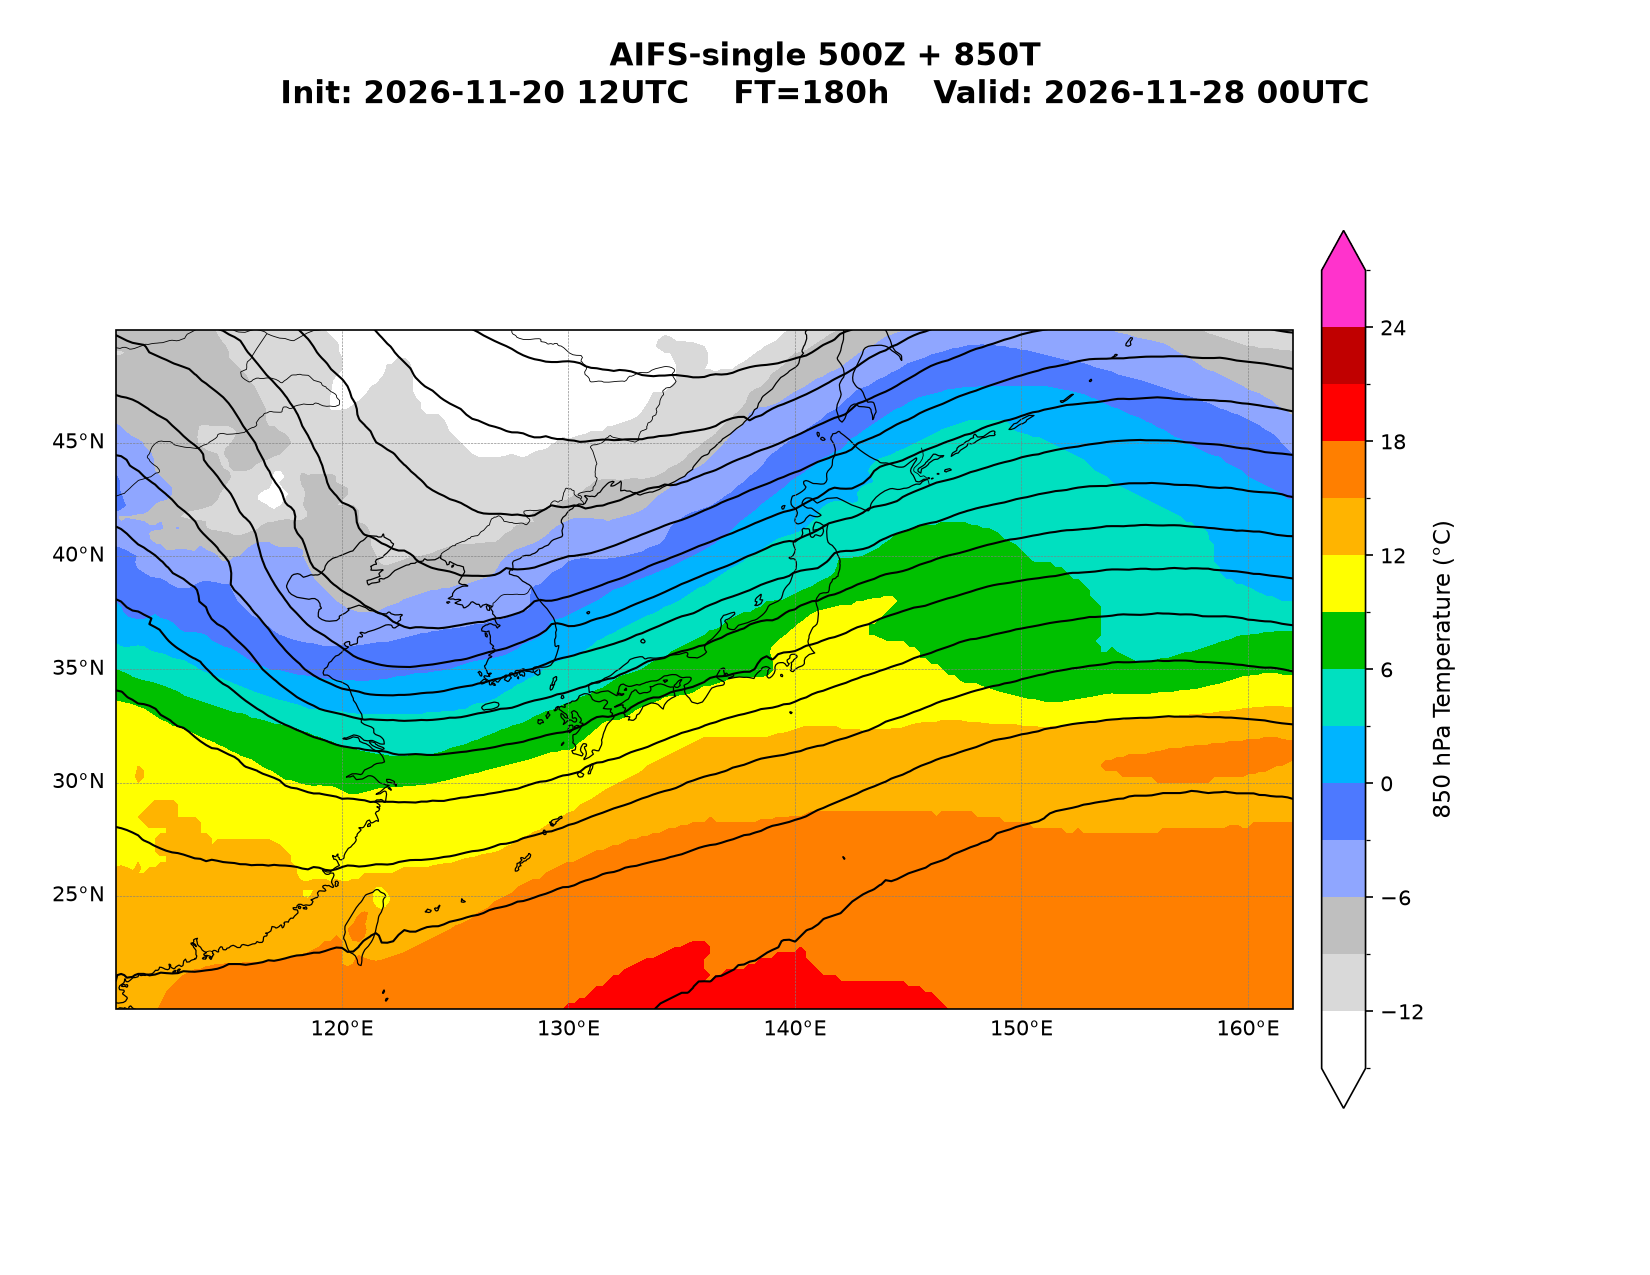 AIFS-single 500Z + 850T
Init: 2026-11-20 12UTC    FT=180h    Valid: 2026-11-28 00UTC
45°N
40°N
35°N
30°N
25°N
120°E
130°E
140°E
150°E
160°E
24
18
12
6
0
−6
−12
850 hPa Temperature (°C)